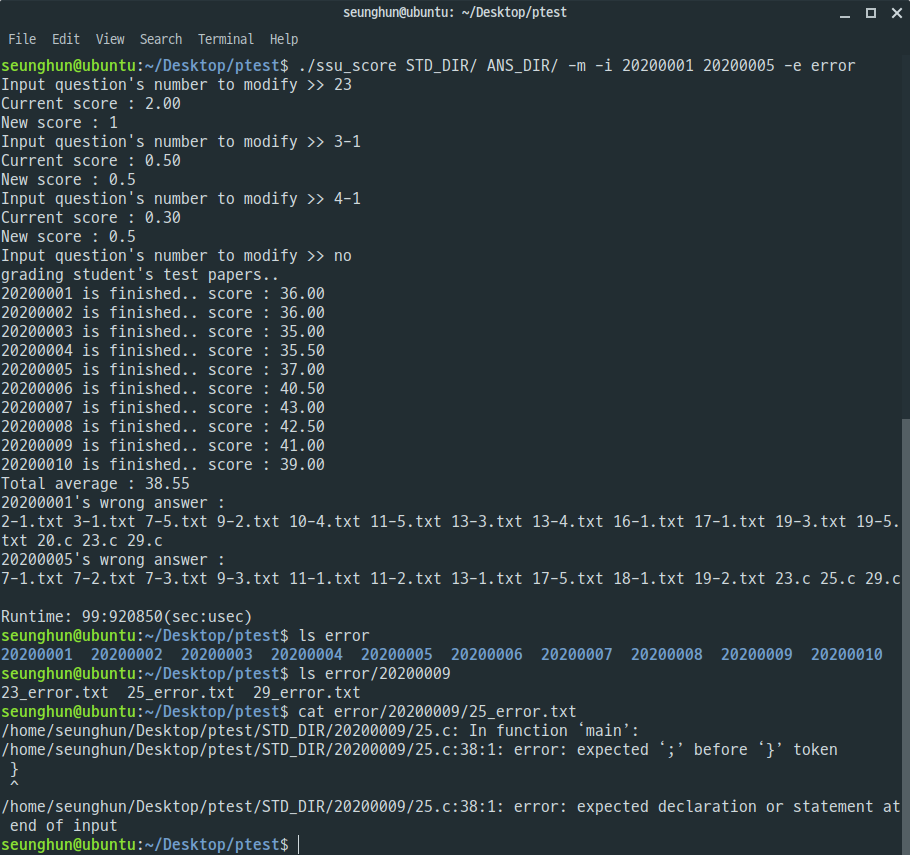 seunghun@ubuntu: ~/Desktop/ptest
File Edit View Search Terminal Help
seunghun@ubuntu:~/Desktop/ptest$ ./ssu_score STD_DIR/ ANS_DIR/ -m -i 20200001 20200005 -e error
Input question's number to modify >> 23
Current score : 2.00
New score : 1
Input question's number to modify >> 3-1
Current score : 0.50
New score : 0.5
Input question's number to modify >> 4-1
Current score : 0.30
New score : 0.5
Input question's number to modify >> no
grading student's test papers..
20200001 is finished.. score : 36.00
20200002 is finished.. score : 36.00
20200003 is finished.. score : 35.00
20200004 is finished.. score : 35.50
20200005 is finished.. score : 37.00
20200006 is finished.. score : 40.50
20200007 is finished.. score : 43.00
20200008 is finished.. score : 42.50
20200009 is finished.. score : 41.00
20200010 is finished.. score : 39.00
Total average : 38.55
20200001's wrong answer :
2-1.txt 3-1.txt 7-5.txt 9-2.txt 10-4.txt 11-5.txt 13-3.txt 13-4.txt 16-1.txt 17-1.txt 19-3.txt 19-5.
txt 20.c 23.c 29.c
20200005's wrong answer :
7-1.txt 7-2.txt 7-3.txt 9-3.txt 11-1.txt 11-2.txt 13-1.txt 17-5.txt 18-1.txt 19-2.txt 23.c 25.c 29.c
Runtime: 99:920850(sec:usec)
seunghun@ubuntu:~/Desktop/ptest$ ls error
20200001 20200002 20200003 20200004 20200005 20200006 20200007 20200008 20200009 20200010
seunghun@ubuntu:~/Desktop/ptest$ ls error/20200009
23_error.txt 25_error.txt 29_error.txt
seunghun@ubuntu:~/Desktop/ptest$ cat error/20200009/25_error.txt
/home/seunghun/Desktop/ptest/STD_DIR/20200009/25.c: In function ‘main’:
/home/seunghun/Desktop/ptest/STD_DIR/20200009/25.c:38:1: error: expected ‘;’ before ‘}’ token
 }
 ^
/home/seunghun/Desktop/ptest/STD_DIR/20200009/25.c:38:1: error: expected declaration or statement at
 end of input
seunghun@ubuntu:~/Desktop/ptest$